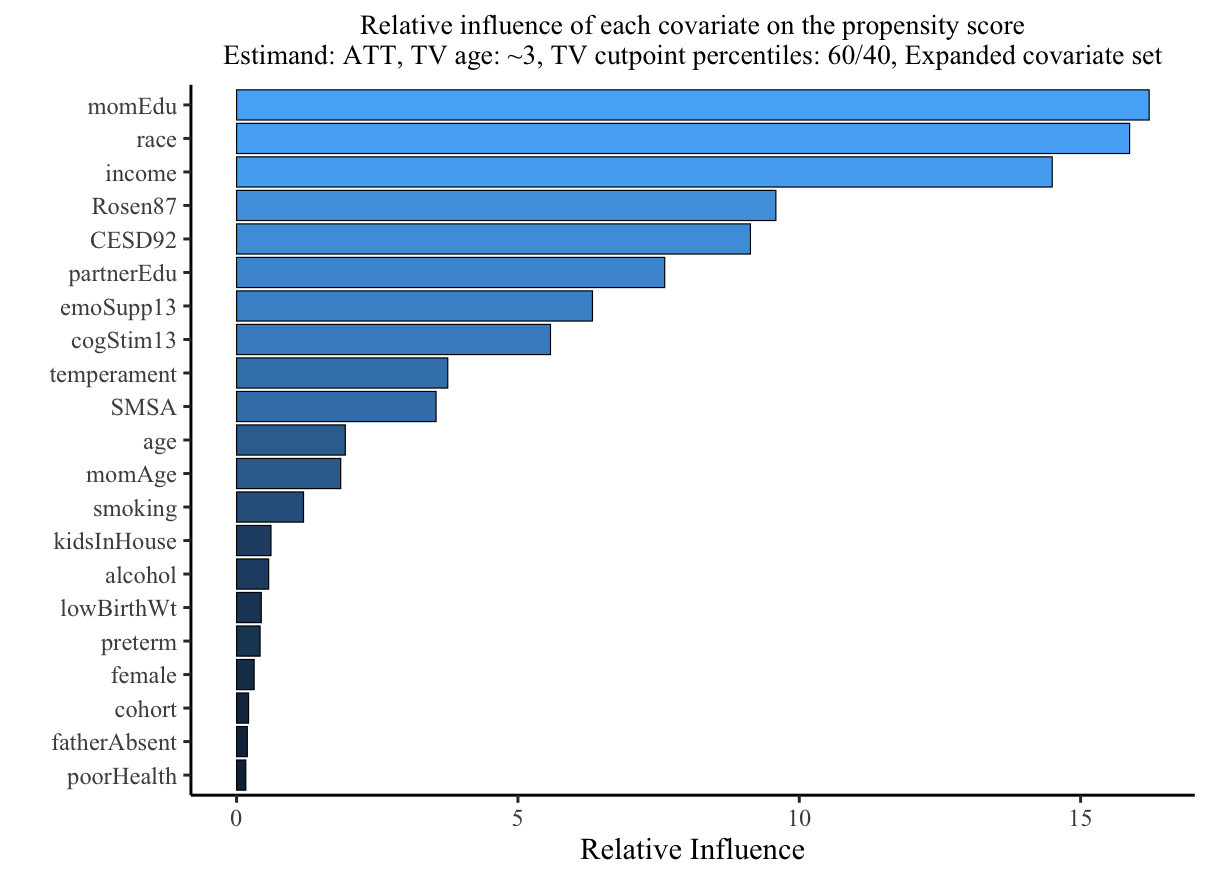 Relative influence of each covariate on the propensity score
Estimand: ATT, TV age: ~3, TV cutpoint percentiles: 60/40, Expanded covariate set
momEdu
race
income
Rosen87
CESD92
partnerEdu
emoSupp13
cogStim13
temperament
SMSA
age
momAge
smoking
kidsInHouse
alcohol
lowBirthWt
preterm
female
cohort
fatherAbsent
poorHealth
0 5 10 15
Relative Influence